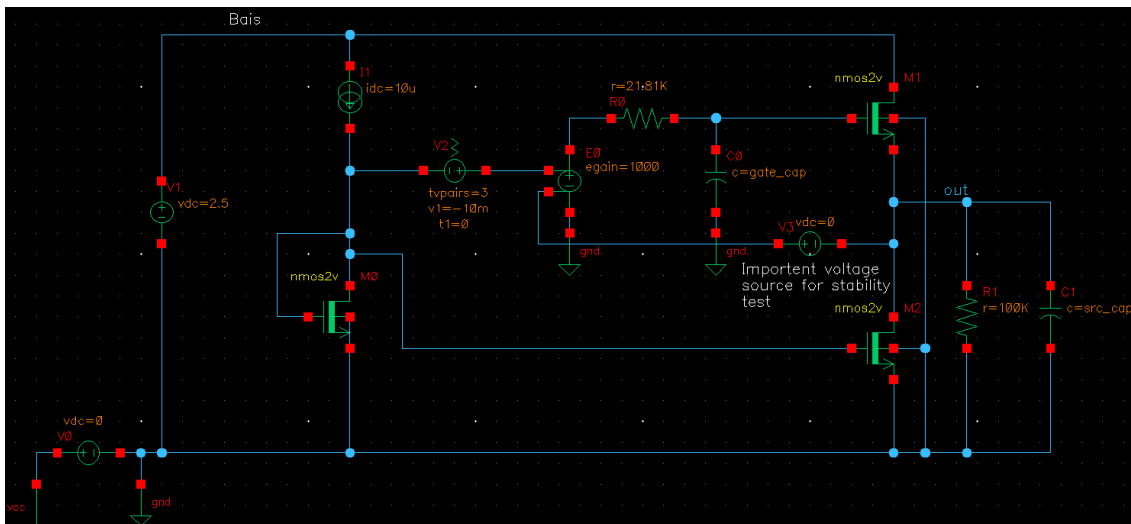 Bais
I1
idc=10u
nmos2v
M1
r=21.81K
R0
V2
E0
egain=1000
C0
c=gate_cap
tvpairs=3
v1=-10m
t1=0
V1
vdc=2.5
out
vdc=0
V3
gnd
gnd
Importent voltage
source for stability
test
nmos2v
M0
nmos2v
M2
R1
r=100K
C1
c=src_cap
vdc=0
V0
gnd